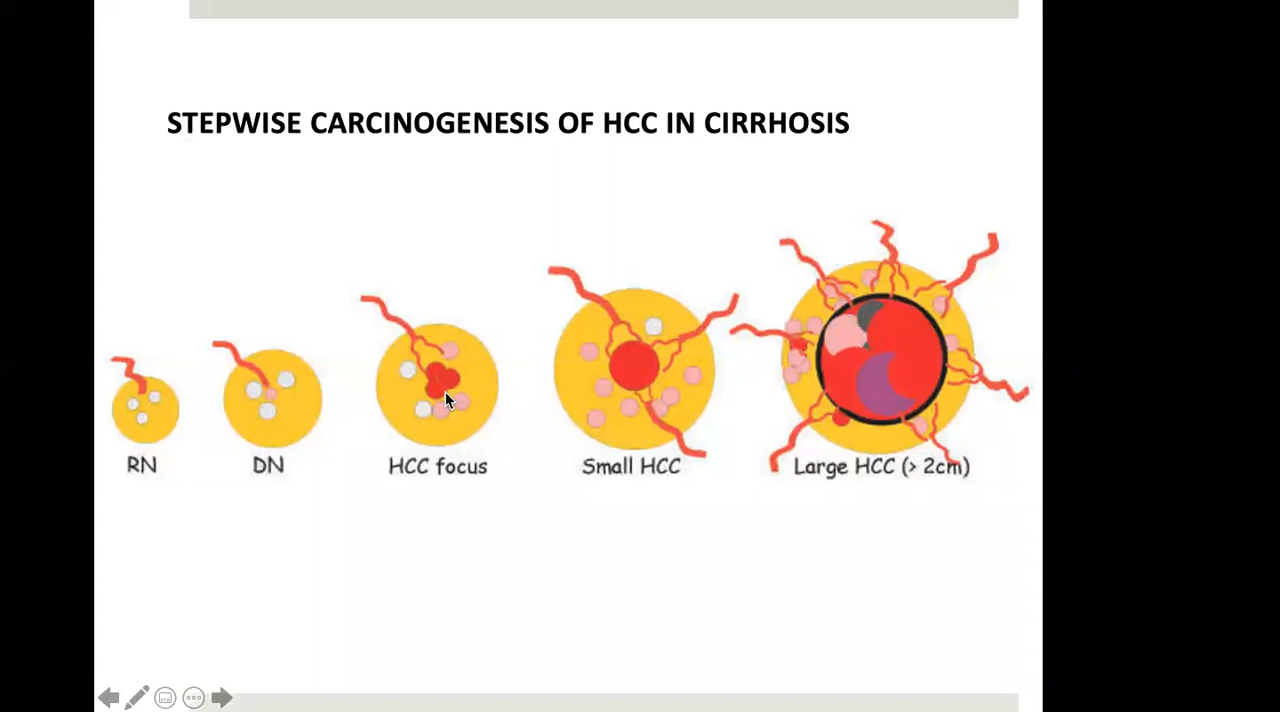 STEPWISE CARCINOGENESIS OF HCC IN CIRRHOSIS
RN
DN
HCC focus
Small HCC
Large HCC (> 2cm)